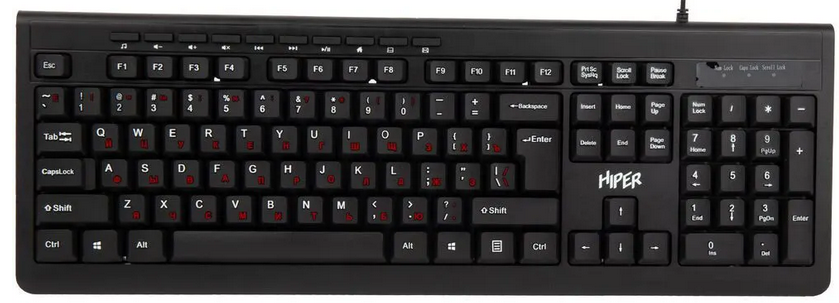 Esc F1 F2 F3 F4 F5 F6 F7 F8 F9 F10 F11 F12 Prt Sc SysRq Scroll Lock Pause Break Num Lock Caps Lock Scroll Lock
~ ` ! 1 @ 2 # 3 $ 4 % 5 ^ 6 & 7 * 8 ( 9 ) 0 _ - + = ←Backspace Insert Home Page Up Num Lock / * -
Tab Q Й W Ц E У R К T Е Y Н U Г I Ш O Щ P З { [ Х } ] Ъ Enter Delete End Page Down 7 Home 8 ↑ 9 PgUp +
CapsLock A Ф S Ы D В F А G П H Р J О K Л L Д : ; Ж " Э | \ HIPER 4 ← 5 6 →
⇧ Shift Z Я X Ч C С V М B И N Т M Ь < , Б > . Ю ? / ⇧ Shift ↑ 1 End 2 ↓ 3 PgDn Enter
Ctrl Alt Alt Ctrl ← ↓ → 0 Ins . Del